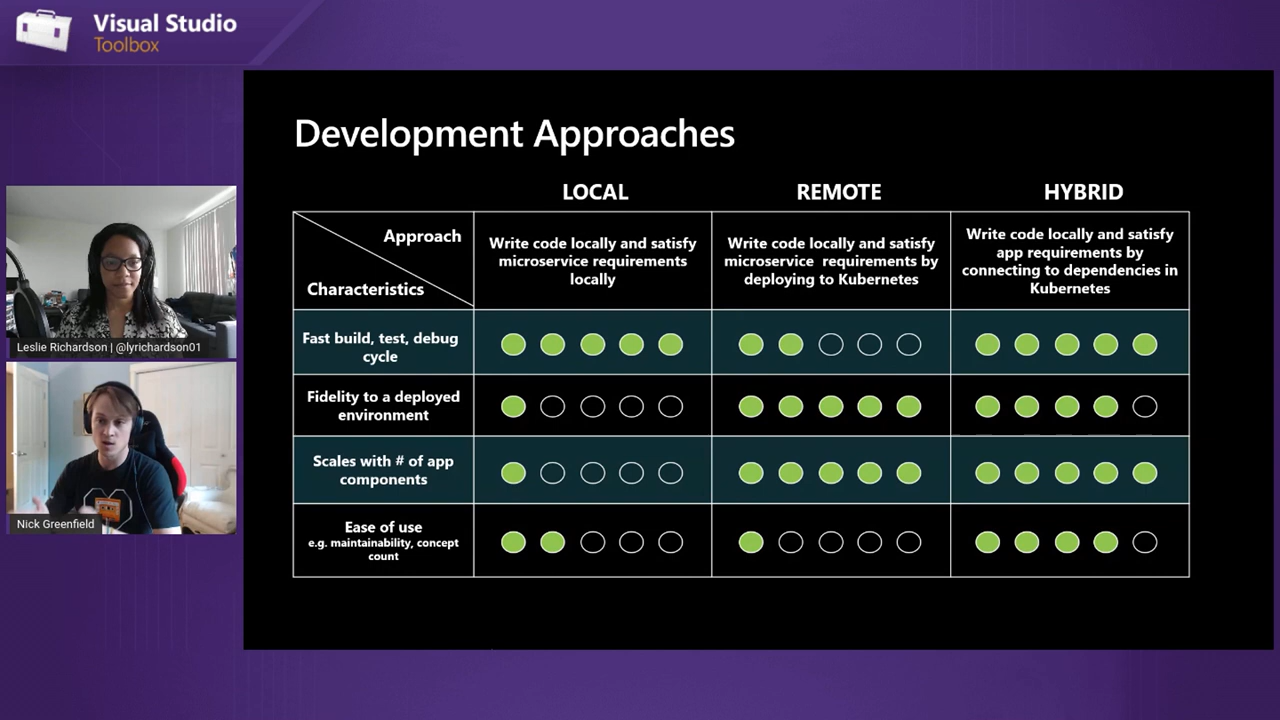 Visual Studio
Toolbox
Development Approaches
LOCAL
REMOTE
HYBRID
Approach
Characteristics
Write code locally and satisfy
microservice requirements
locally
Write code locally and satisfy
microservice requirements by
deploying to Kubernetes
Write code locally and satisfy
app requirements by
connecting to dependencies in
Kubernetes
Fast build, test, debug
cycle
Fidelity to a deployed
environment
Scales with # of app
components
Ease of use
e.g. maintainability, concept
count
Leslie Richardson | @lyrichardson01
Nick Greenfield